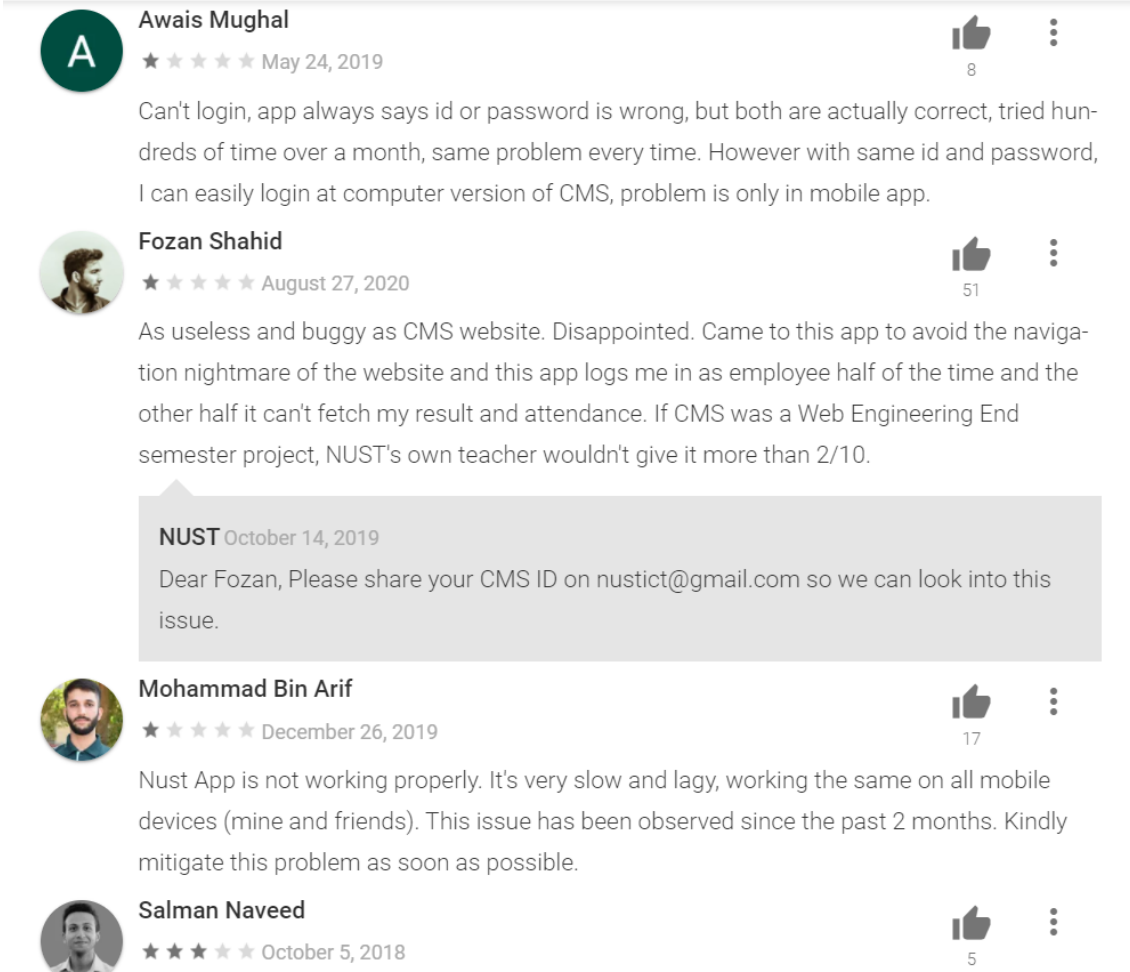 Awais Mughal
A
May 24, 2019
8
Can't login, app always says id or password is wrong, but both are actually correct, tried hun-
dreds of time over a month, same problem every time. However with same id and password,
I can easily login at computer version of CMS, problem is only in mobile app.
Fozan Shahid
August 27, 2020
51
As useless and buggy as CMS website. Disappointed. Came to this app to avoid the naviga-
tion nightmare of the website and this app logs me in as employee half of the time and the
other half it can't fetch my result and attendance. If CMS was a Web Engineering End
semester project, NUST's own teacher wouldn't give it more than 2/10.
NUST October 14, 2019
Dear Fozan, Please share your CMS ID on nustict@gmail.com so we can look into this
issue.
Mohammad Bin Arif
December 26, 2019
17
Nust App is not working properly. It's very slow and lagy, working the same on all mobile
devices (mine and friends). This issue has been observed since the past 2 months. Kindly
mitigate this problem as soon as possible.
Salman Naveed
October 5, 2018
5